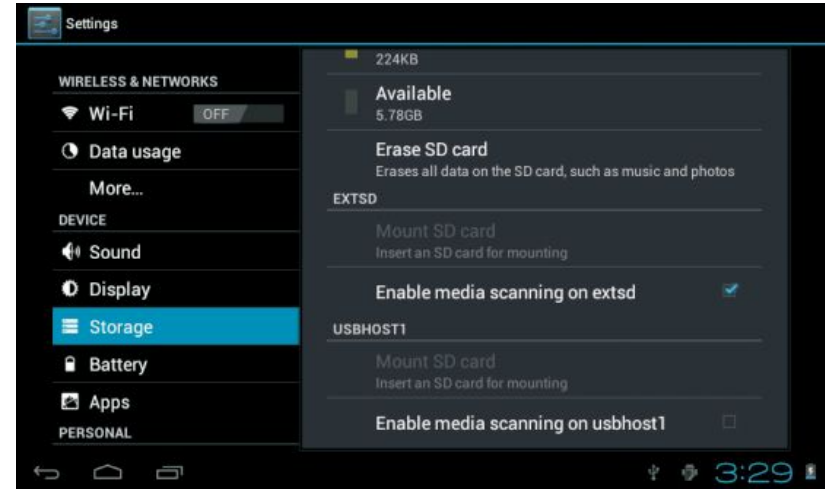 Settings
WIRELESS & NETWORKS
Wi-Fi OFF
Data usage
More...
DEVICE
Sound
Display
Storage
Battery
Apps
PERSONAL
224KB
Available
5.78GB
Erase SD card
Erases all data on the SD card, such as music and photos
EXTSD
Mount SD card
Insert an SD card for mounting
Enable media scanning on extsd
USBHOST1
Mount SD card
Insert an SD card for mounting
Enable media scanning on usbhost1
3:29